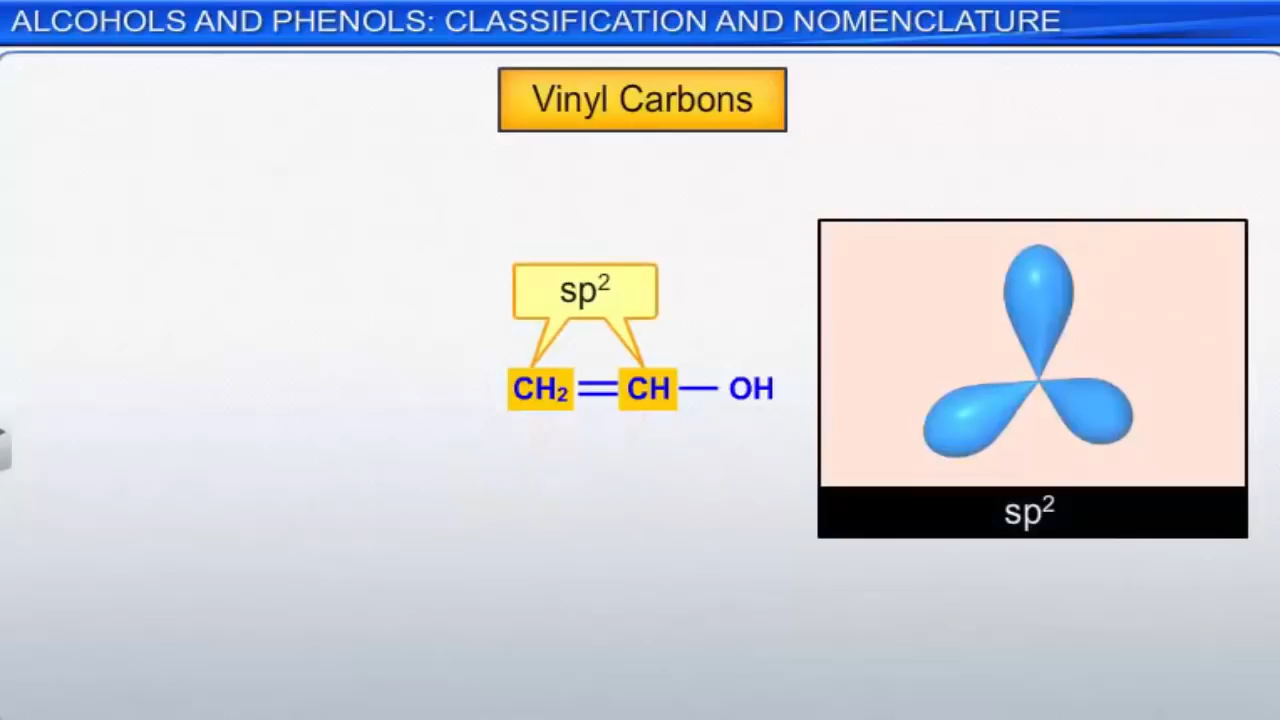 ALCOHOLS AND PHENOLS: CLASSIFICATION AND NOMENCLATURE
Vinyl Carbons
sp²
CH₂=CH—OH
sp²